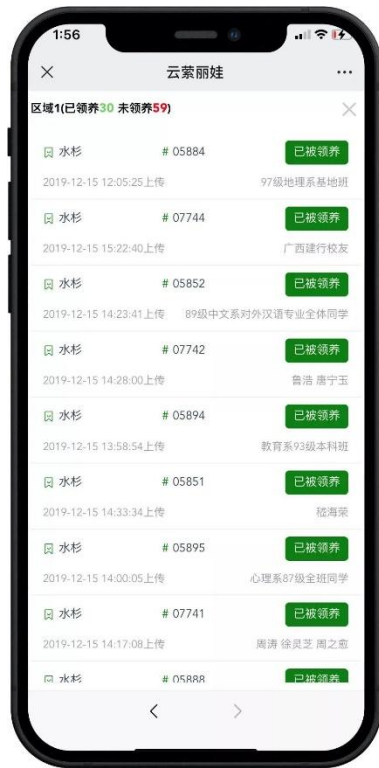 1:56
云萦丽娃
区域1(已领养30 未领养59)
水杉 # 05884 已被领养
2019-12-15 12:05:25上传 97级地理系基地班
水杉 # 07744 已被领养
2019-12-15 15:22:40上传 广西建行校友
水杉 # 05852 已被领养
2019-12-15 14:23:41上传 89级中文系对外汉语专业全体同学
水杉 # 07742 已被领养
2019-12-15 14:28:00上传 鲁浩 唐宁玉
水杉 # 05894 已被领养
2019-12-15 13:58:54上传 教育系93级本科班
水杉 # 05851 已被领养
2019-12-15 14:33:34上传 嵇海荣
水杉 # 05895 已被领养
2019-12-15 14:00:05上传 心理系87级全班同学
水杉 # 07741 已被领养
2019-12-15 14:17:08上传 周涛 徐灵芝 周之愈
水杉 # 05888 已被领养